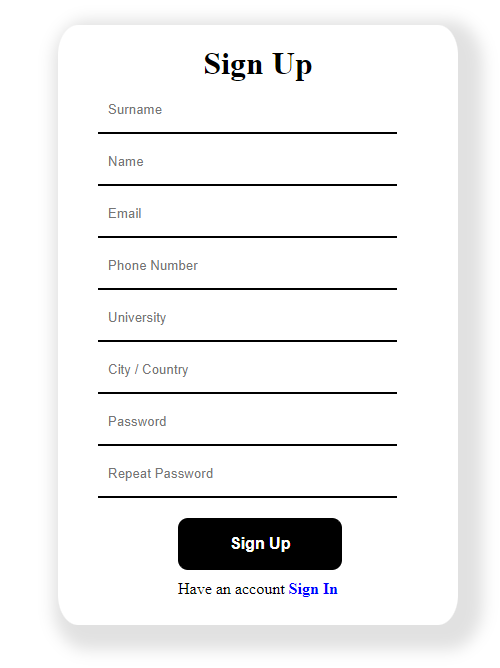 Sign Up
Surname
Name
Email
Phone Number
University
City / Country
Password
Repeat Password
Sign Up
Have an account Sign In